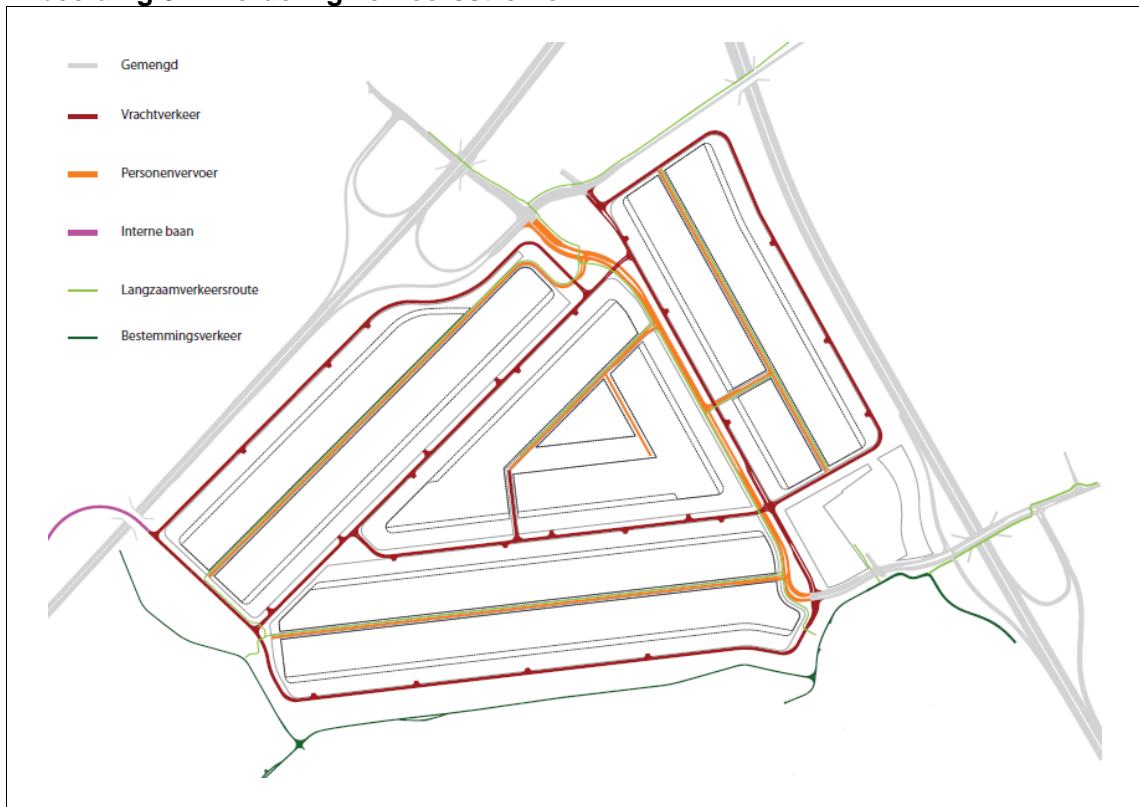 Gemengd
Vrachtverkeer
Personenvervoer
Interne baan
Langzaamverkeersroute
Bestemmingsverkeer